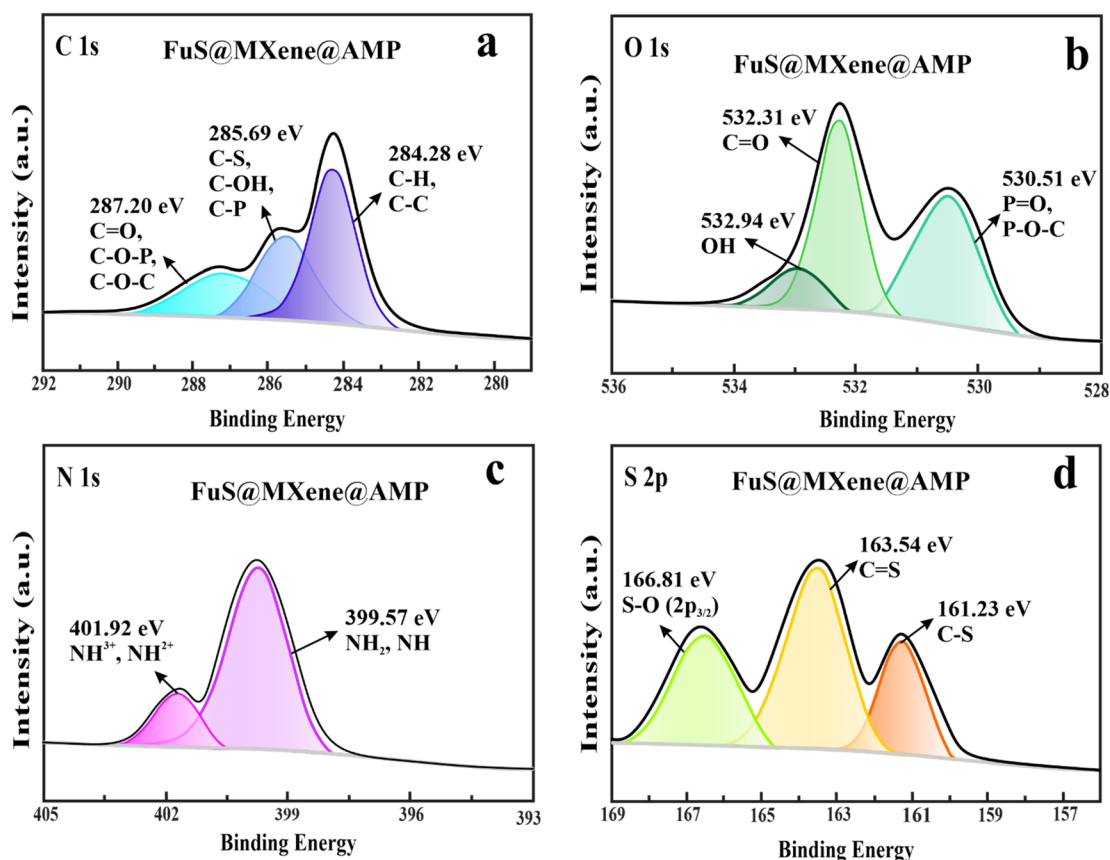 C 1s
FuS@MXene@AMP
a
285.69 eV
C-S,
C-OH,
C-P
284.28 eV
C-H,
C-C
287.20 eV
C=O,
C-O-P,
C-O-C
Intensity (a.u.)
292 290 288 286 284 282 280
Binding Energy
O 1s
FuS@MXene@AMP
b
532.31 eV
C=O
532.94 eV
OH
530.51 eV
P=O,
P-O-C
536 534 532 530 528
Intensity (a.u.)
Binding Energy
N 1s
FuS@MXene@AMP
c
401.92 eV
NH³⁺, NH²⁺
399.57 eV
NH₂, NH
Intensity (a.u.)
405 402 399 396 393
Binding Energy
S 2p
FuS@MXene@AMP
d
163.54 eV
C=S
166.81 eV
S-O (2p₃/₂)
161.23 eV
C-S
Intensity (a.u.)
169 167 165 163 161 159 157
Binding Energy